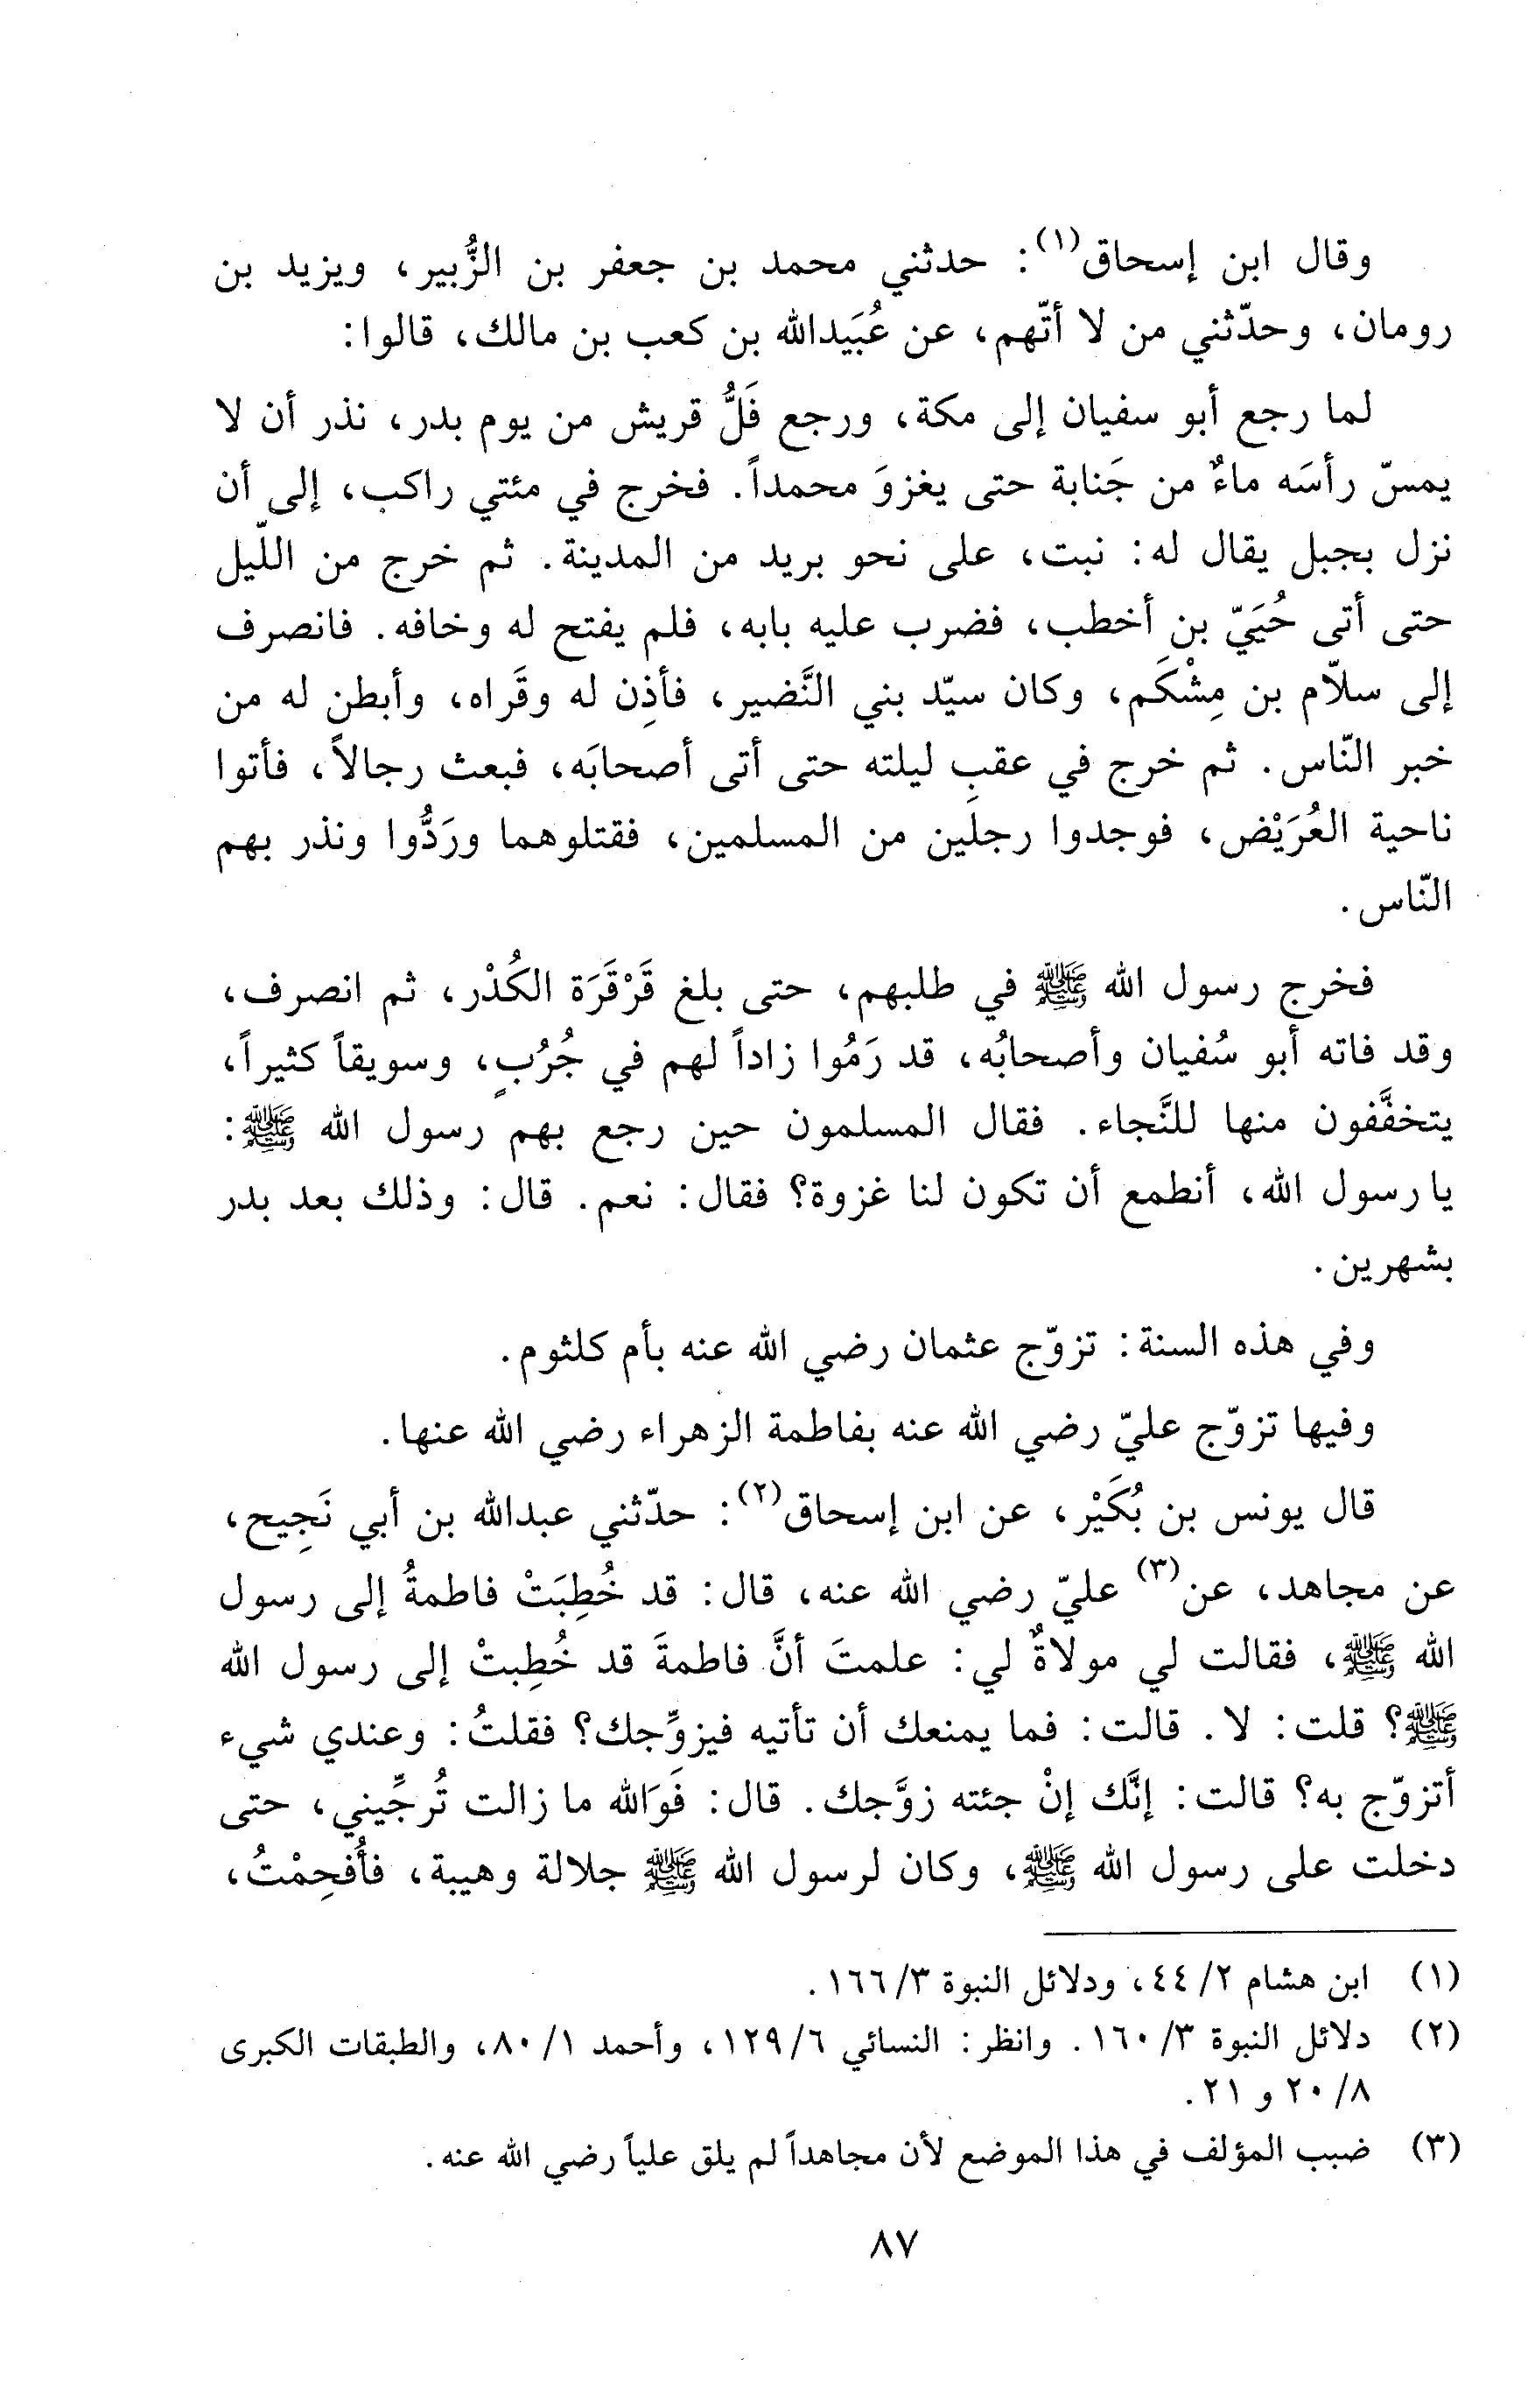 وقال ابن إسحاق(١): حدثني محمد بن جعفر بن الزُّبير، ويزيد بن
رومان، وحدّثني من لا أتّهم، عن عُبَيدالله بن كعب بن مالك، قالوا:
لما رجع أبو سفيان إلى مكة، ورجع فَلُّ قريش من يوم بدر، نذر أن لا
يمسّ رأسَه ماءٌ من جَنابة حتى يغزوَ محمداً. فخرج في مئتي راكب، إلى أن
نزل بجبل يقال له: نبت، على نحو بريد من المدينة. ثم خرج من اللّيل
حتى أتى حُيَيّ بن أخطب، فضرب عليه بابه، فلم يفتح له وخافه. فانصرف
إلى سلاّم بن مِشْكَم، وكان سيّد بني النَّضير، فأذِن له وقَراه، وأبطن له من
خبر النّاس. ثم خرج في عقبِ ليلته حتى أتى أصحابَه، فبعث رجالاً، فأتوا
ناحية العُرَيْض، فوجدوا رجلَين من المسلمين، فقتلوهما ورَدُّوا ونذر بهم
النّاس.
فخرج رسول الله ﷺ في طلبهم، حتى بلغ قَرْقَرَة الكُدْر، ثم انصرف،
وقد فاته أبو سُفيان وأصحابُه، قد رَمُوا زاداً لهم في جُرُبٍ، وسويقاً كثيراً،
يتخفَّفون منها للنَّجاء. فقال المسلمون حين رجع بهم رسول الله ﷺ:
يا رسول الله، أنطمع أن تكون لنا غزوة؟ فقال: نعم. قال: وذلك بعد بدر
بشهرين.
وفي هذه السنة: تزوّج عثمان رضي الله عنه بأم كلثوم.
وفيها تزوّج عليّ رضي الله عنه بفاطمة الزهراء رضي الله عنها.
قال يونس بن بُكَيْر، عن ابن إسحاق(٢): حدّثني عبدالله بن أبي نَجِيح،
عن مجاهد، عن(٣) عليّ رضي الله عنه، قال: قد خُطِبَتْ فاطمةُ إلى رسول
الله ﷺ، فقالت لي مولاةٌ لي: علمتَ أنَّ فاطمةَ قد خُطِبتْ إلى رسول الله
ﷺ؟ قلت: لا. قالت: فما يمنعك أن تأتيه فيزوِّجك؟ فقلتُ: وعندي شيء
أتزوّج به؟ قالت: إنَّك إنْ جئته زوَّجك. قال: فَوَالله ما زالت تُرجِّيني، حتى
دخلت على رسول الله ﷺ، وكان لرسول الله ﷺ جلالة وهيبة، فأُفحِمْتُ،
(١) ابن هشام ٢/ ٤٤، ودلائل النبوة ٣/ ١٦٦.
(٢) دلائل النبوة ٣/ ١٦٠. وانظر: النسائي ٦/ ١٢٩، وأحمد ١/ ٨٠، والطبقات الكبرى
٨/ ٢٠ و ٢١.
(٣) ضبب المؤلف في هذا الموضع لأن مجاهداً لم يلق علياً رضي الله عنه.
٨٧